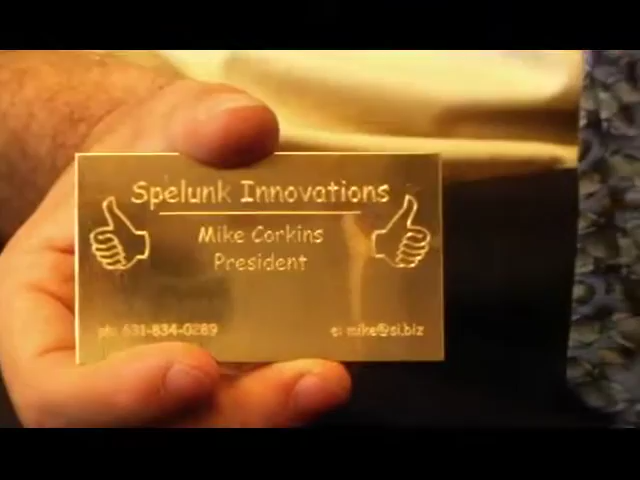 Spelunk Innovations
Mike Corkins
President
ph: 631-834-0289
e: mike@si.biz